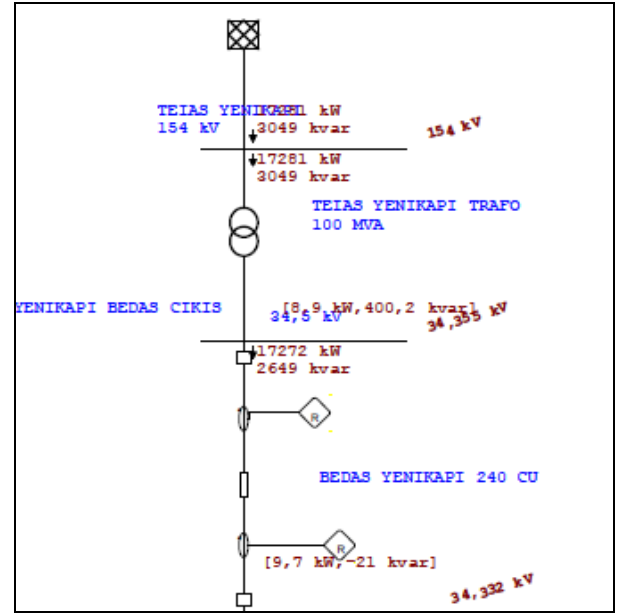 TEIAS YENIKAPI
17281 kW
154 kV
3049 kvar
154 kV
17281 kW
3049 kvar
TEIAS YENIKAPI TRAFO
100 MVA
YENIKAPI BEDAS CIKIS
[8,9 kW,400,2 kvar]
34,5 kV
34,355 kV
17272 kW
2649 kvar
R
BEDAS YENIKAPI 240 CU
R
[9,7 kW,-21 kvar]
34,332 kV